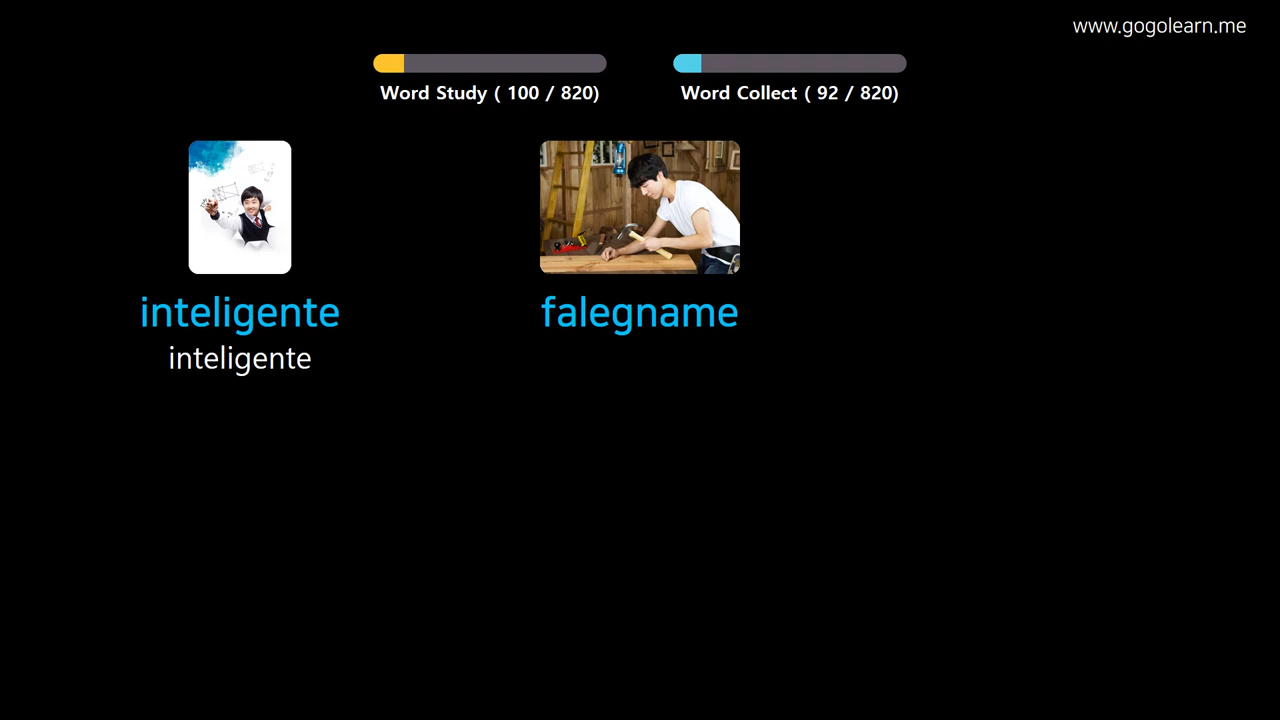 www.gogolearn.me
Word Study ( 100 / 820)
Word Collect ( 92 / 820)
inteligente
falegname
inteligente